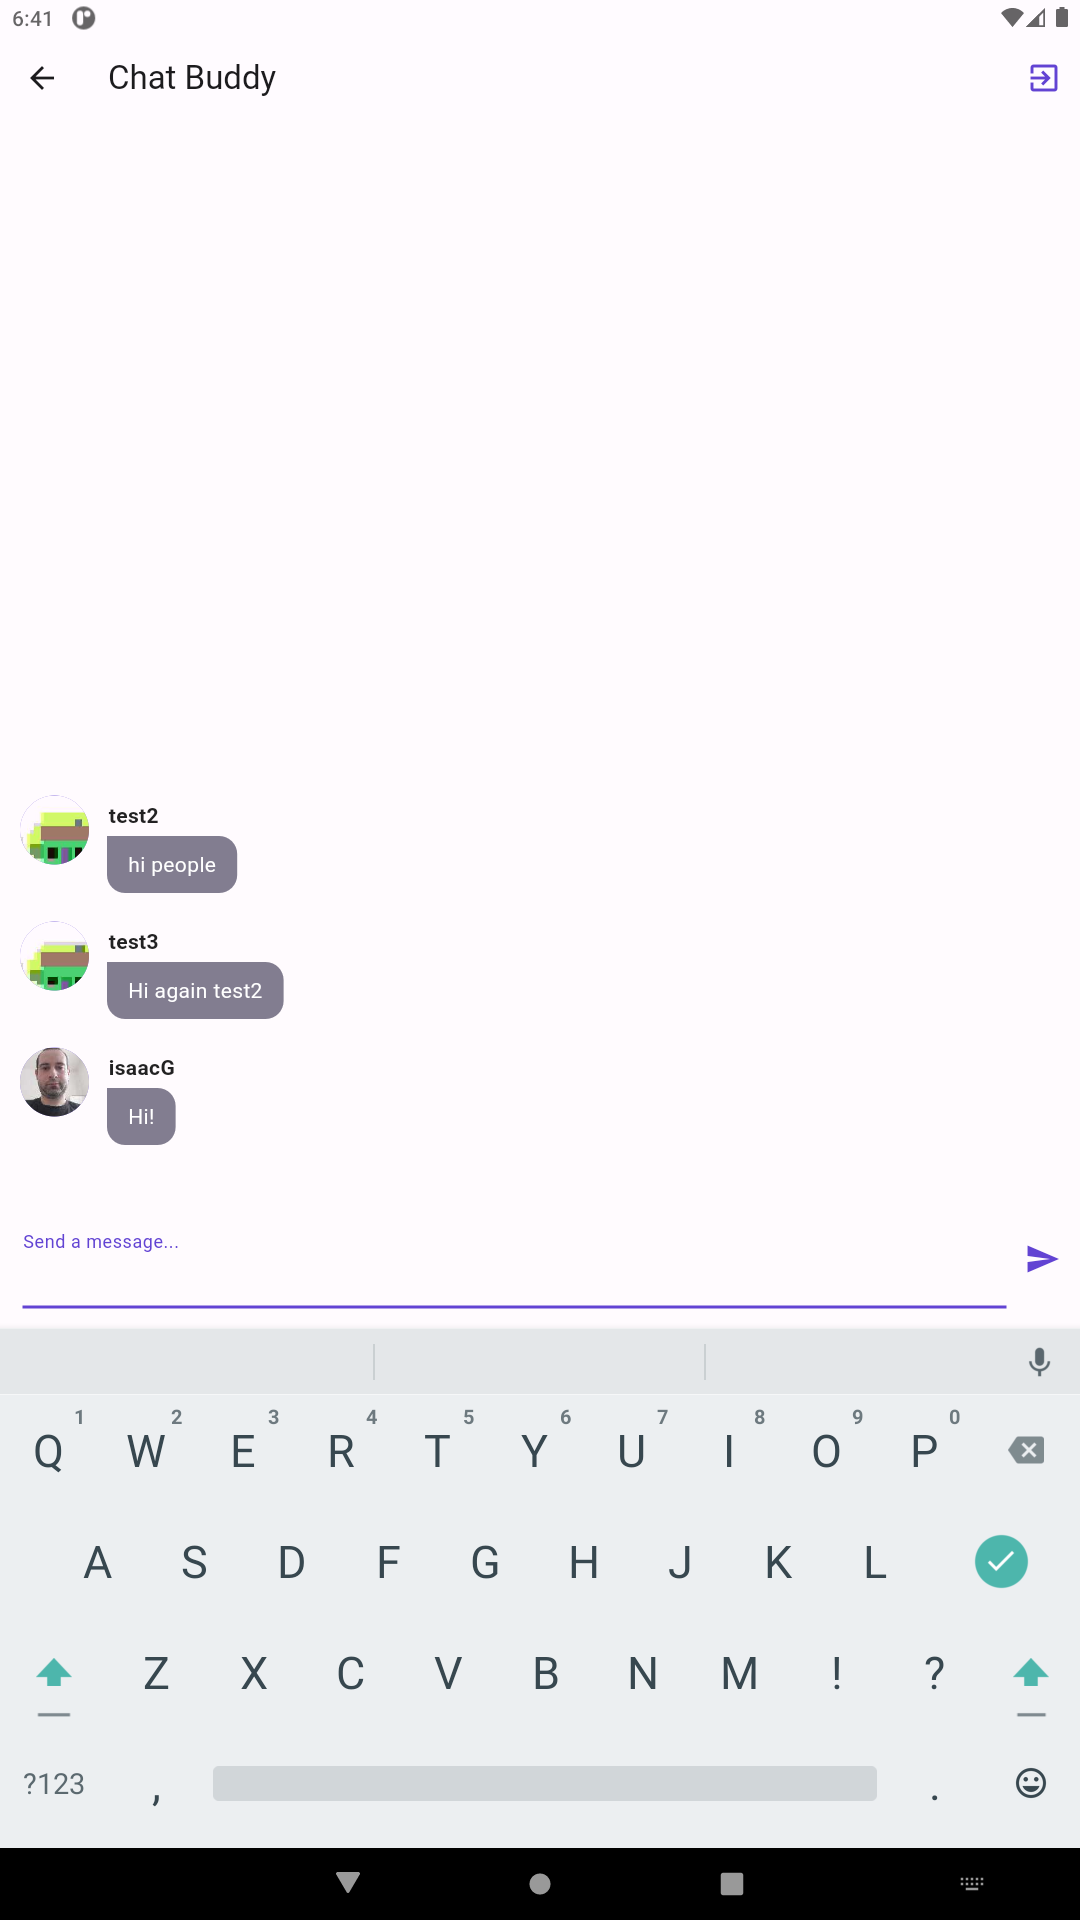 6:41
Chat Buddy
test2
hi people
test3
Hi again test2
isaacG
Hi!
Send a message...
1 2 3 4 5 6 7 8 9 0
Q W E R T Y U I O P
A S D F G H J K L
Z X C V B N M ! ?
?123 , .